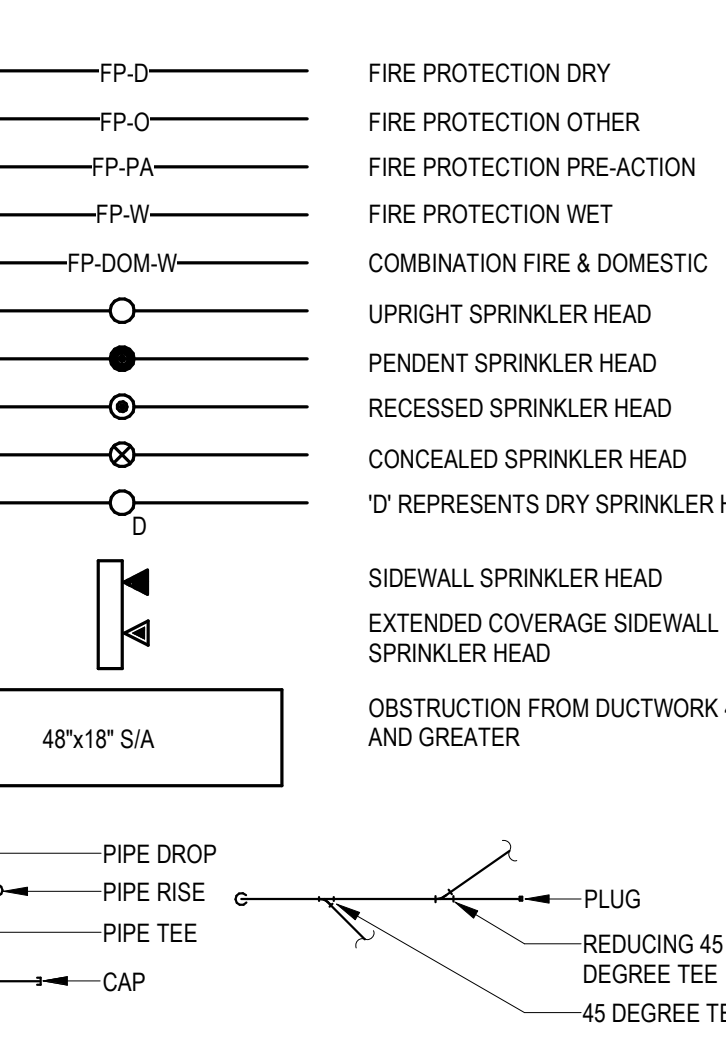 FP-D FIRE PROTECTION DRY
FP-O FIRE PROTECTION OTHER
FP-PA FIRE PROTECTION PRE-ACTION
FP-W FIRE PROTECTION WET
FP-DOM-W COMBINATION FIRE & DOMESTIC
UPRIGHT SPRINKLER HEAD
PENDENT SPRINKLER HEAD
RECESSED SPRINKLER HEAD
CONCEALED SPRINKLER HEAD
D 'D' REPRESENTS DRY SPRINKLER
SIDEWALL SPRINKLER HEAD
EXTENDED COVERAGE SIDEWALL
SPRINKLER HEAD
48"x18" S/A
OBSTRUCTION FROM DUCTWORK
AND GREATER
PIPE DROP
PIPE RISE
PIPE TEE
CAP
PLUG
REDUCING 45
DEGREE TEE
45 DEGREE